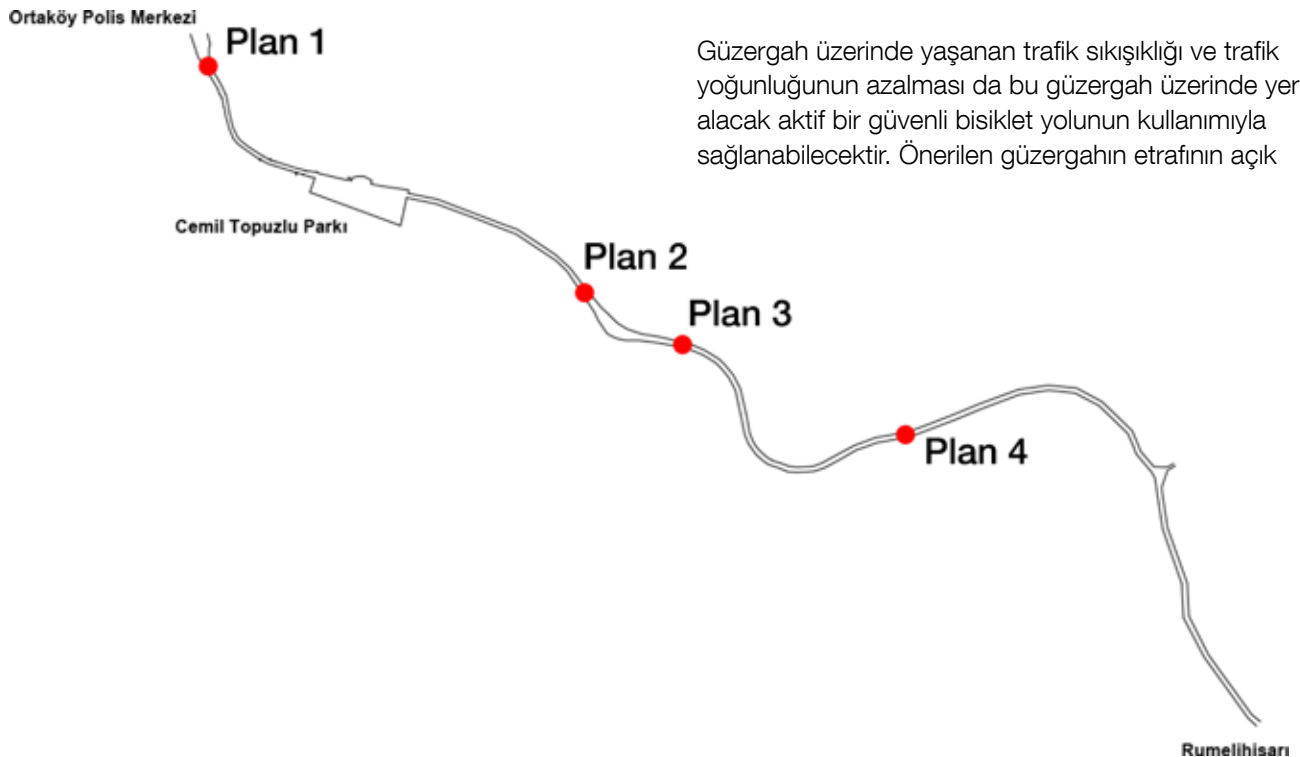 Ortaköy Polis Merkezi
Plan 1
Güzergah üzerinde yaşanan trafik sıkışıklığı ve trafik
yoğunluğunun azalması da bu güzergah üzerinde yer
alacak aktif bir güvenli bisiklet yolunun kullanımıyla
sağlanabilecektir. Önerilen güzergahın etrafının açık
Cemil Topuzlu Parkı
Plan 2
Plan 3
Plan 4
Rumelihisarı